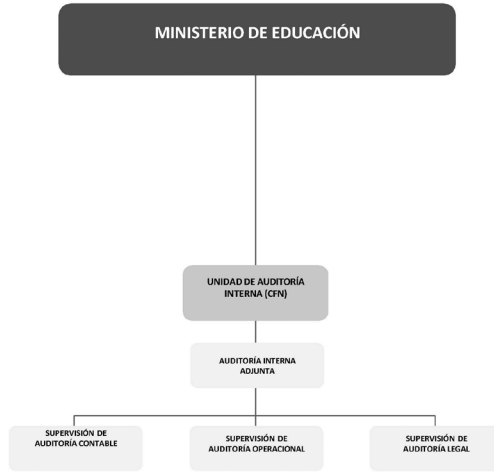 MINISTERIO DE EDUCACIÓN
UNIDAD DE AUDITORÍA
INTERNA (CFN)
AUDITORÍA INTERNA
ADJUNTA
SUPERVISIÓN DE
AUDITORÍA CONTABLE
SUPERVISIÓN DE
AUDITORÍA OPERACIONAL
SUPERVISIÓN DE
AUDITORÍA LEGAL